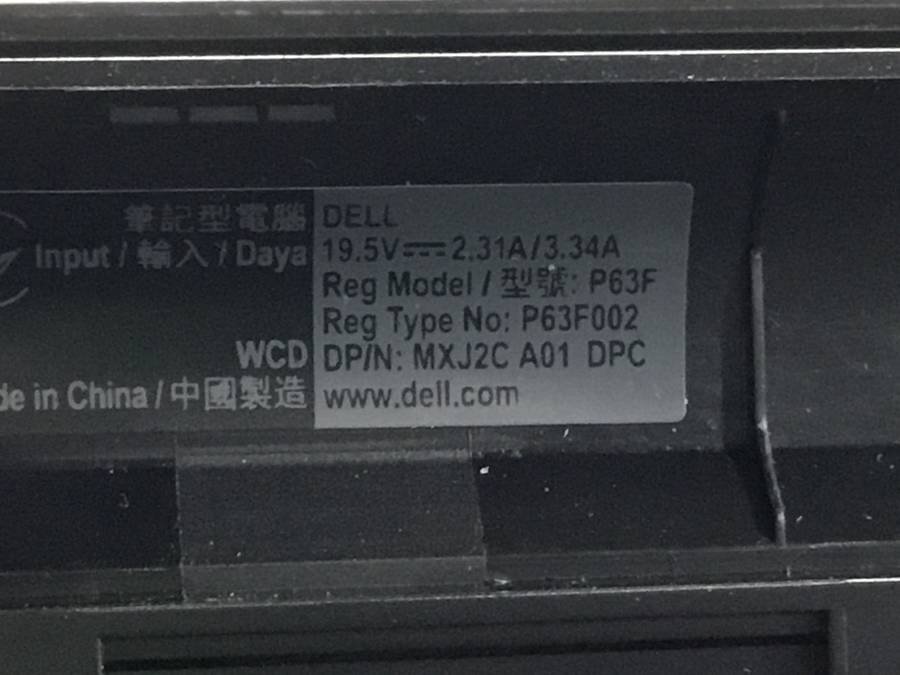 筆記型電腦 DELL
Input / 輸入 / Daya 19.5V⎓2.31A/3.34A
Reg Model / 型號: P63F
Reg Type No: P63F002
WCD DP/N: MXJ2C A01 DPC
de in China / 中國製造 www.dell.com